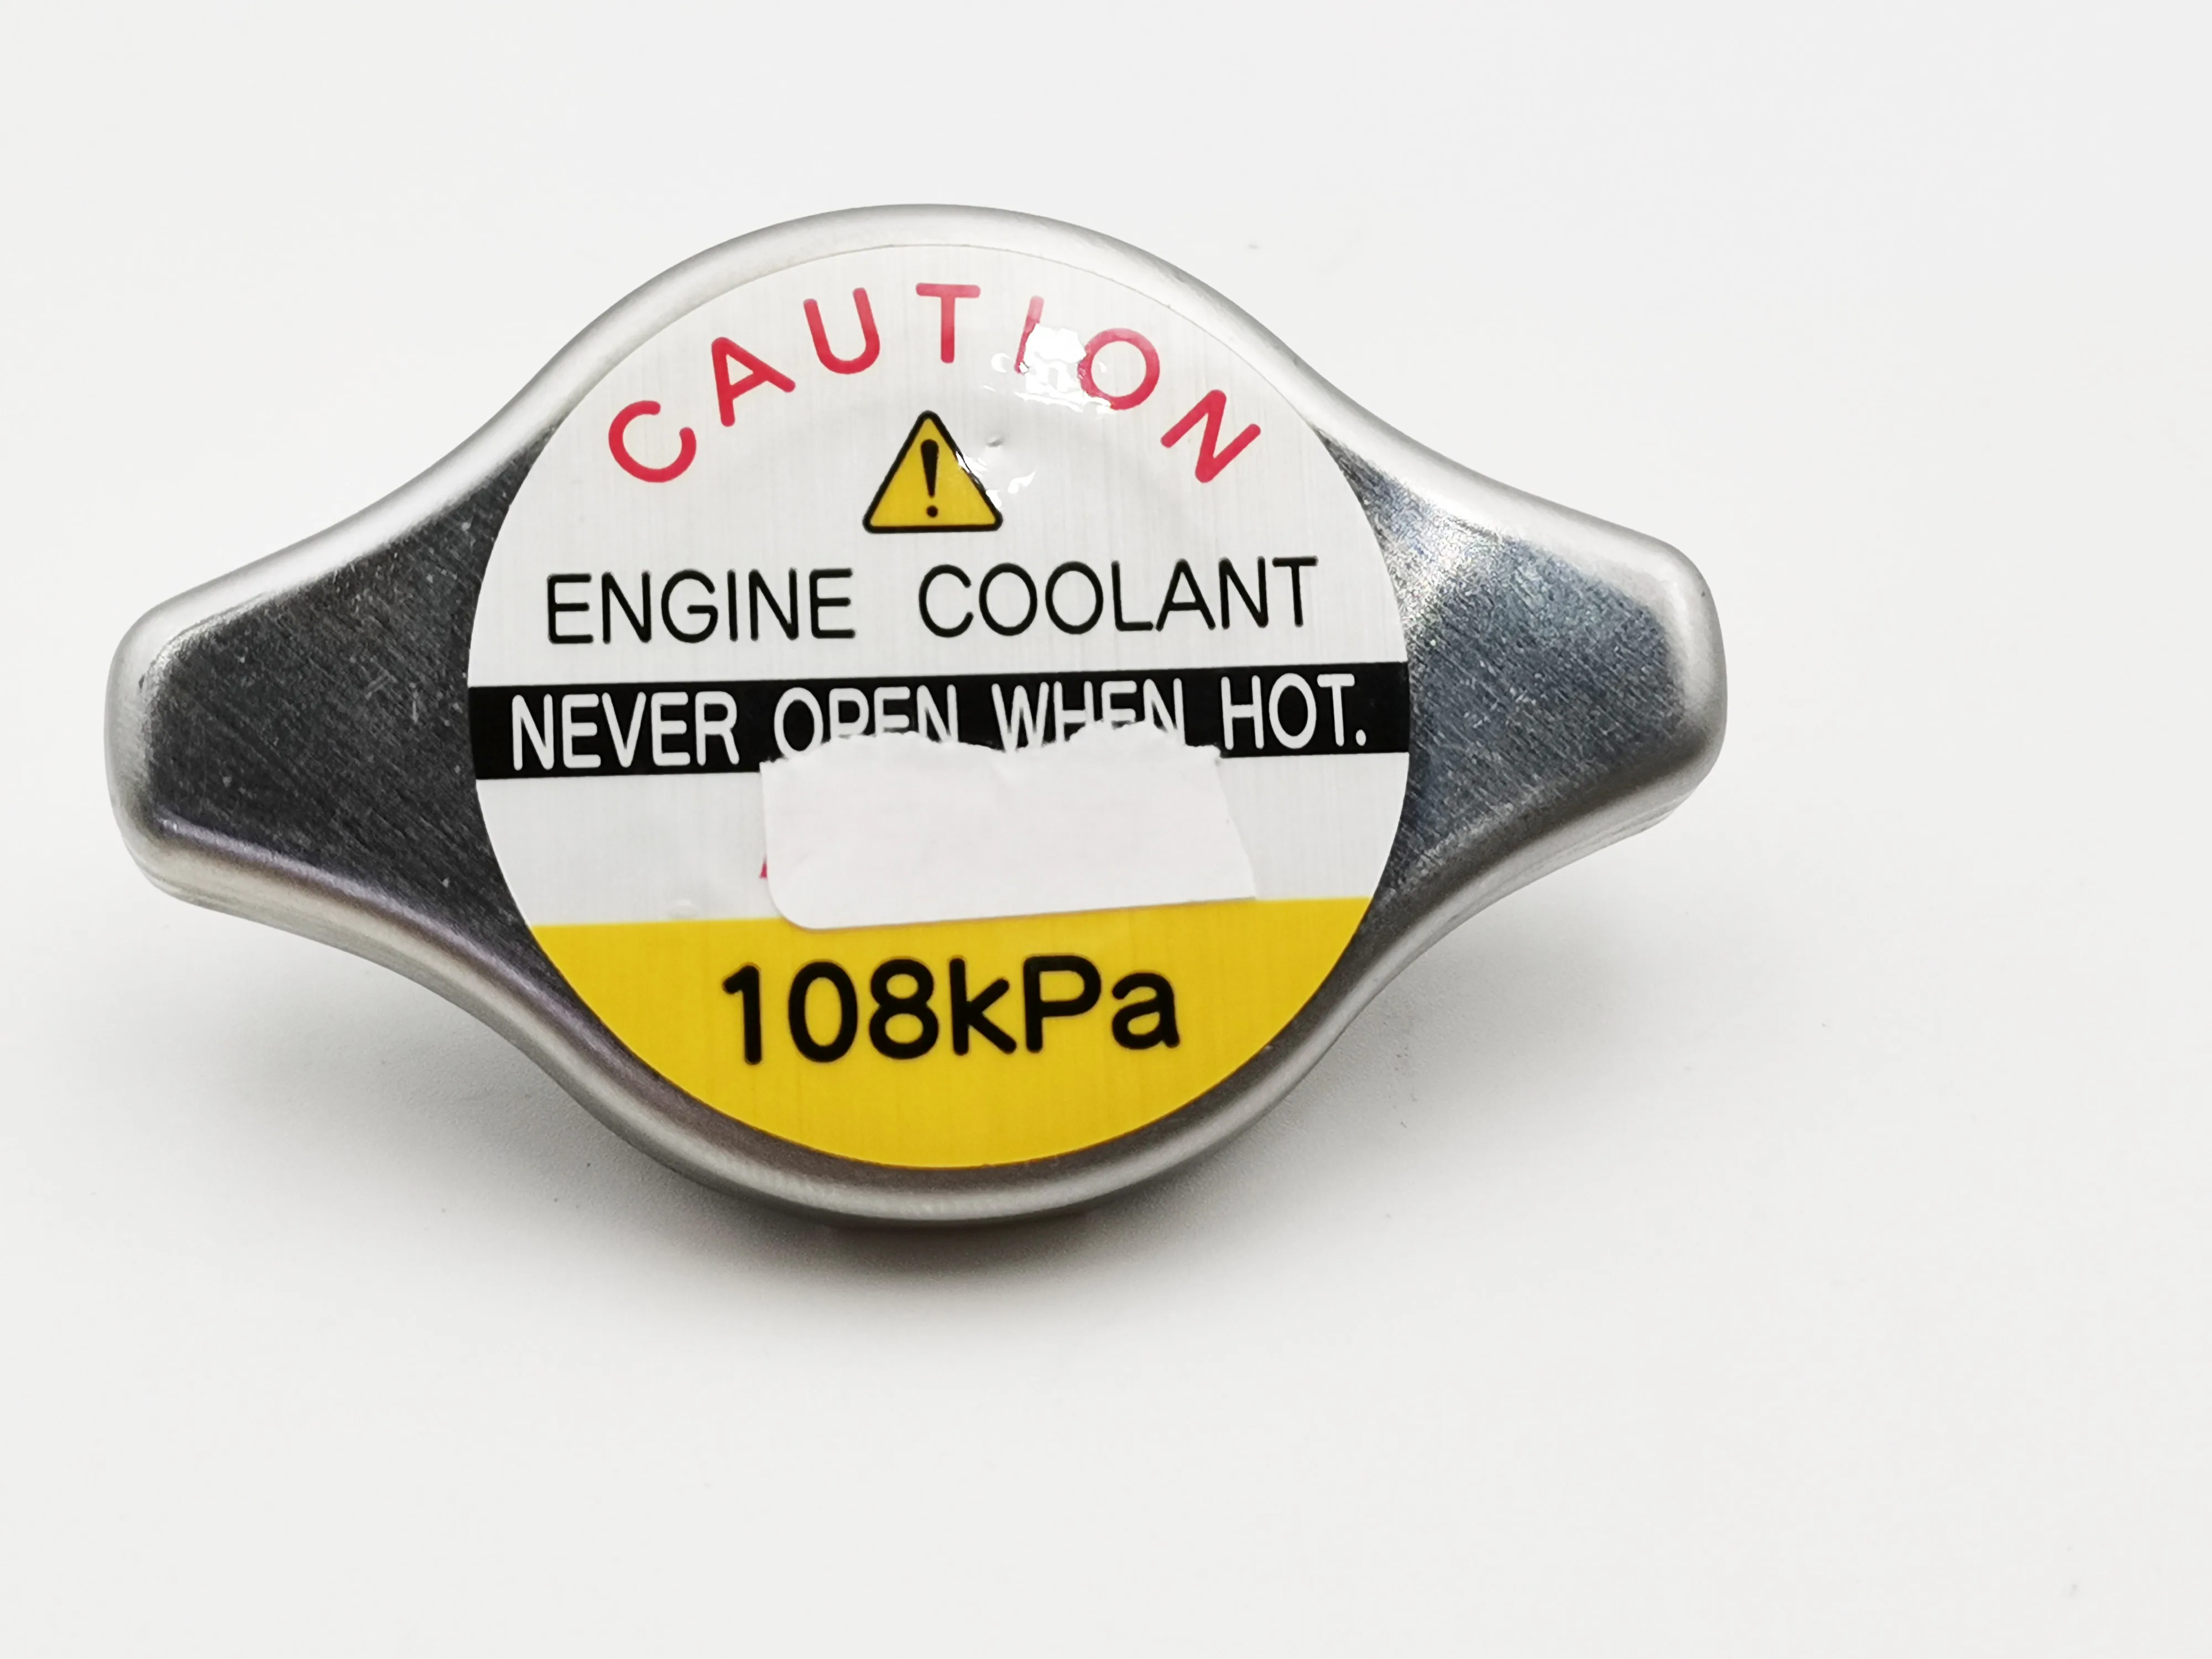 CAUTION
ENGINE COOLANT
NEVER OPEN WHEN HOT.
108kPa